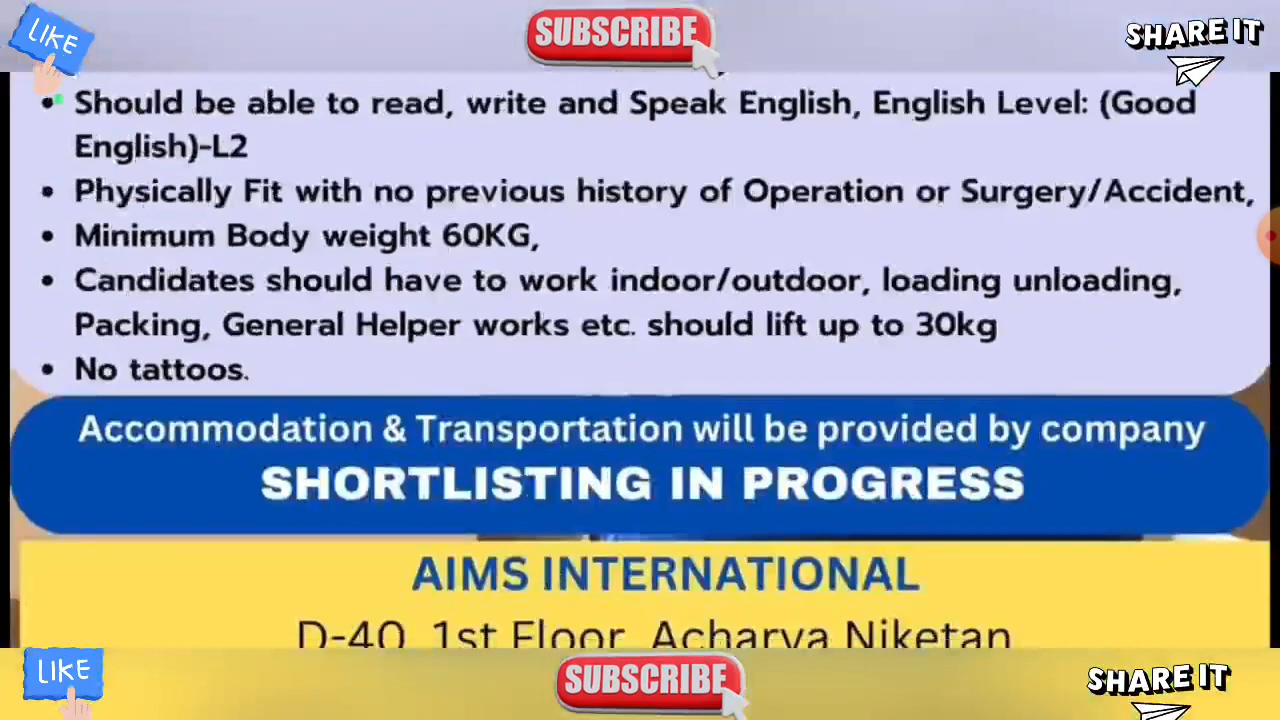 LIKE
SUBSCRIBE
SHARE IT
• Should be able to read, write and Speak English, English Level: (Good
English)-L2
• Physically Fit with no previous history of Operation or Surgery/Accident,
• Minimum Body weight 60KG,
• Candidates should have to work indoor/outdoor, loading unloading,
Packing, General Helper works etc. should lift up to 30kg
• No tattoos.
Accommodation & Transportation will be provided by company
SHORTLISTING IN PROGRESS
AIMS INTERNATIONAL
D-40, 1st Floor, Acharya Niketan
LIKE
SUBSCRIBE
SHARE IT